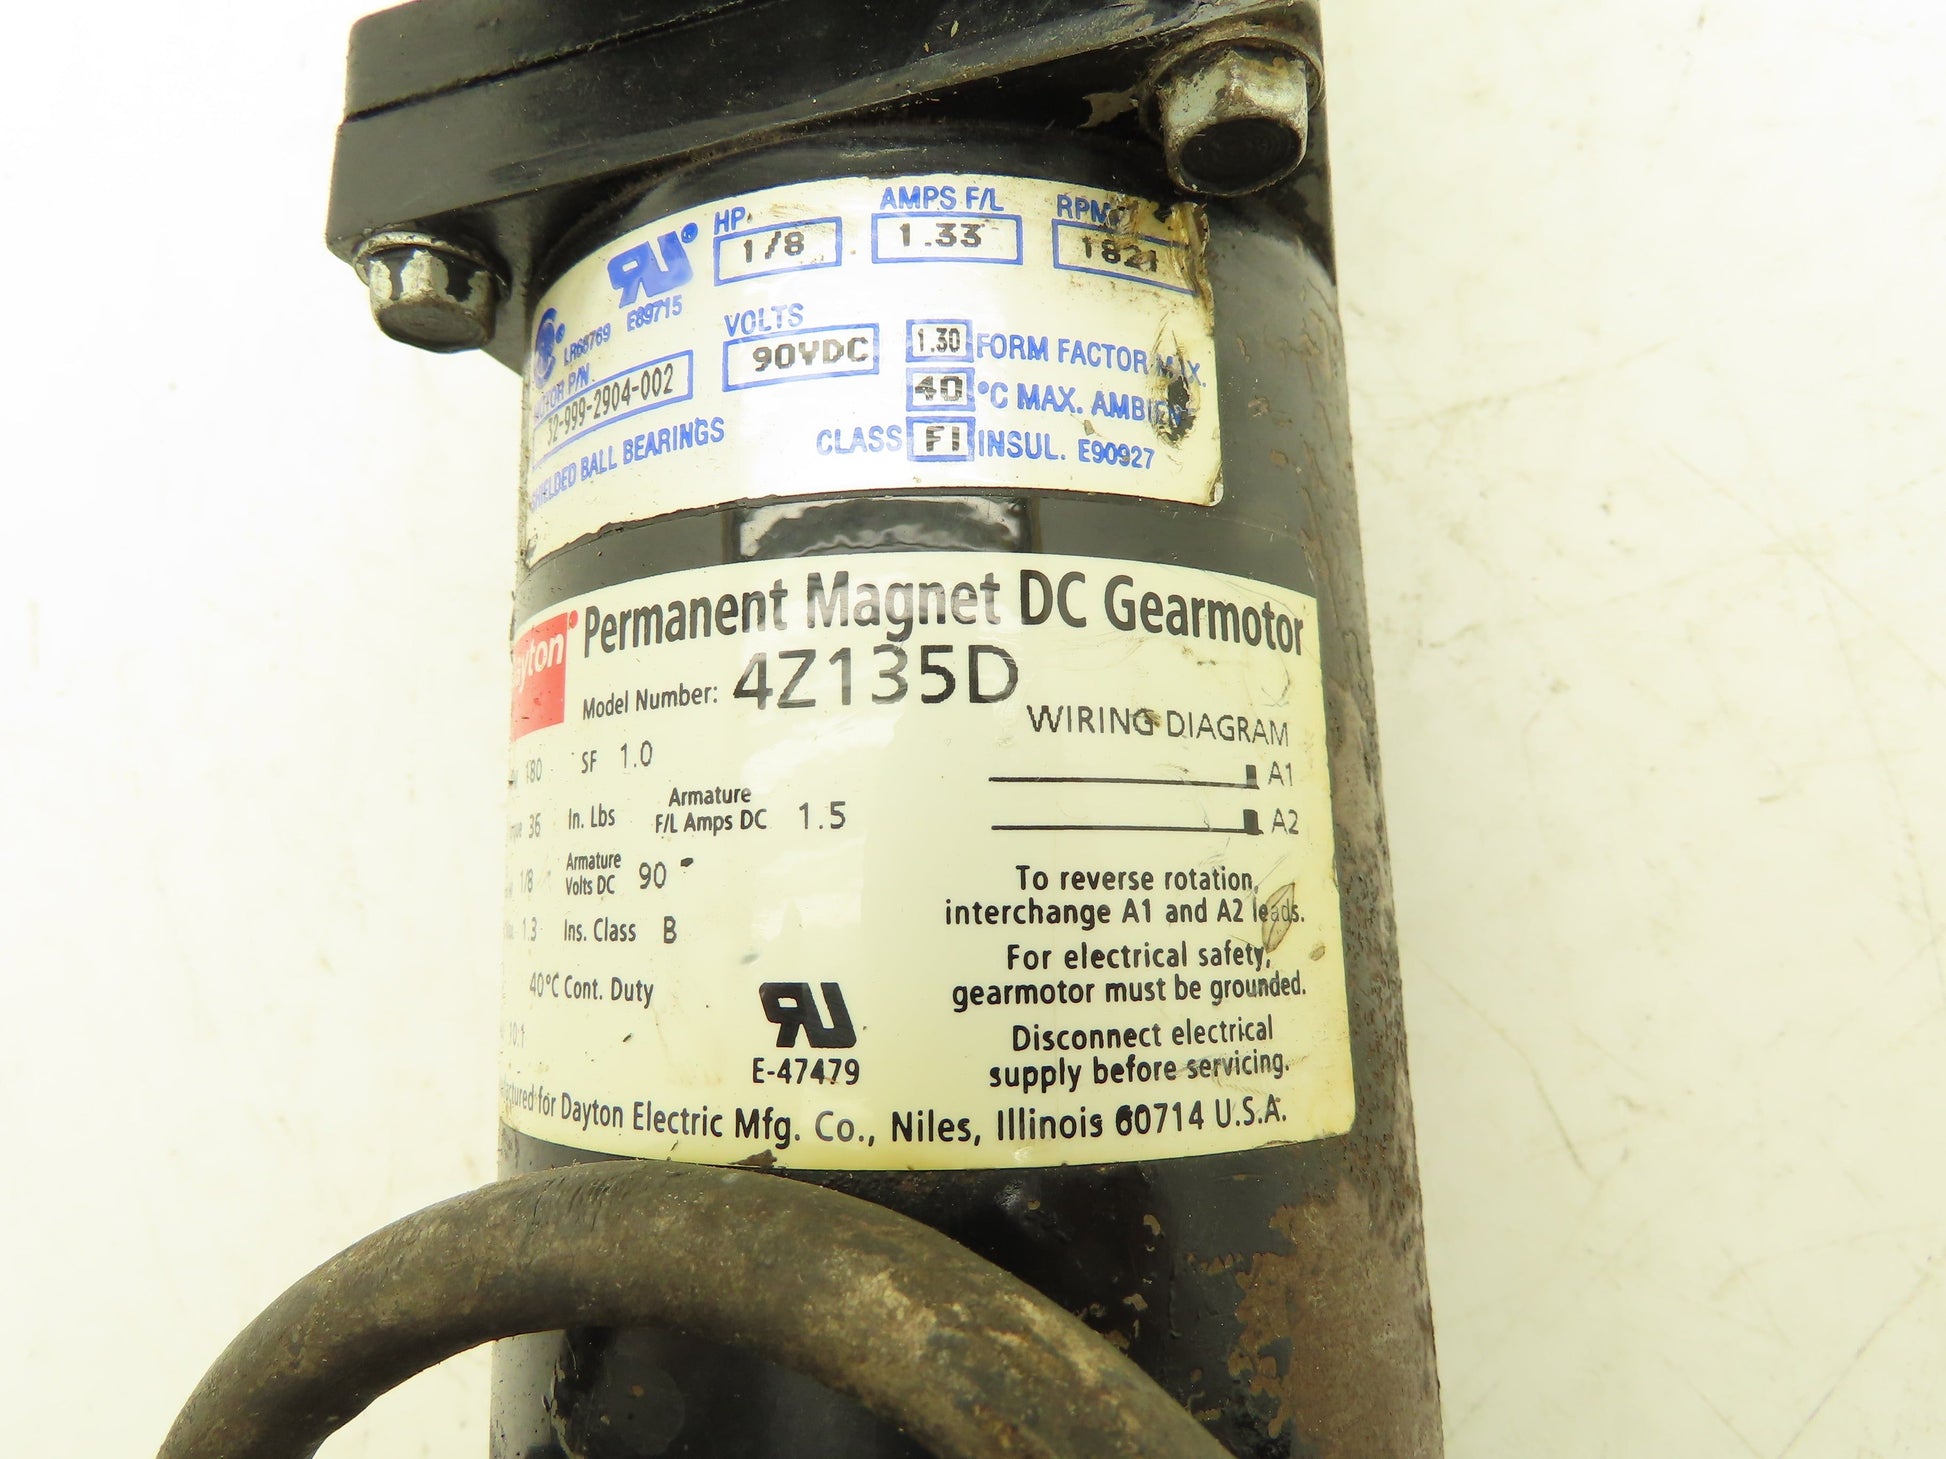 HP. AMPS F/L RPM
1/8 1.33 1821
LR68769 E89715
VOLTS
90VDC
1.30 FORM FACTOR MAX.
40 °C MAX. AMBIEN
CLASS F1 INSUL. E90927
MOTOR P/N.
32-999-2904-002
SHIELDED BALL BEARINGS
Dayton
Permanent Magnet DC Gearmotor
Model Number: 4Z135D
WIRING DIAGRAM
A1
A2
180 SF 1.0
36 In. Lbs Armature F/L Amps DC 1.5
1/8 Armature Volts DC 90
1.3 Ins. Class B
40°C Cont. Duty
10:1
To reverse rotation,
interchange A1 and A2 leads.
For electrical safety,
gearmotor must be grounded.
Disconnect electrical
supply before servicing.
E-47479
for Dayton Electric Mfg. Co., Niles, Illinois 60714 U.S.A.